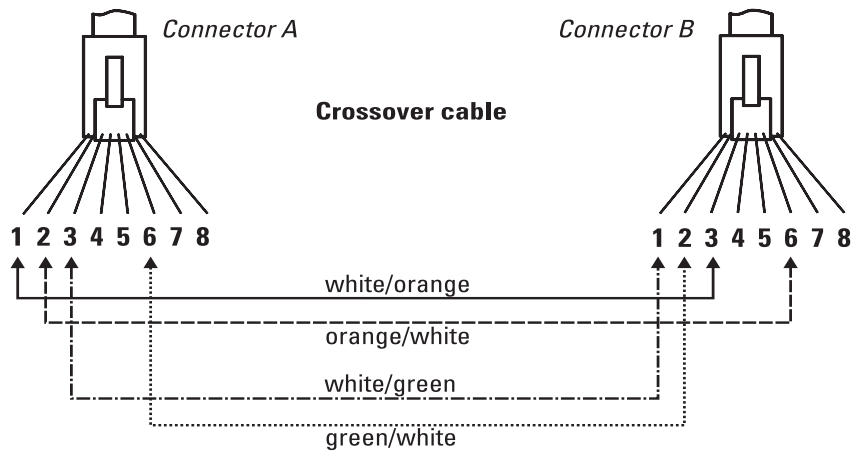 Connector A
Connector B
Crossover cable
1 2 3 4 5 6 7 8
1 2 3 4 5 6 7 8
white/orange
orange/white
white/green
green/white